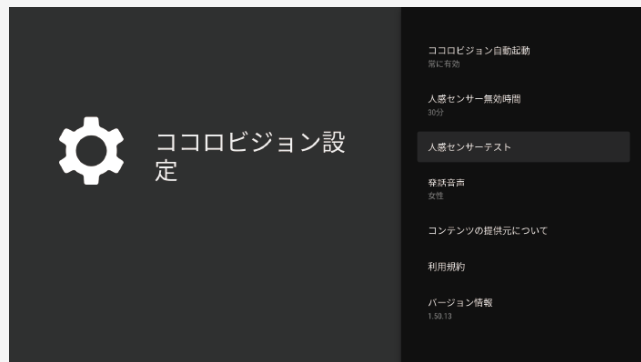 ココロビジョン設
定
ココロビジョン自動起動
常に有効
人感センサー無効時間
30分
人感センサーテスト
発話音声
女性
コンテンツの提供元について
利用規約
バージョン情報
1.50.13